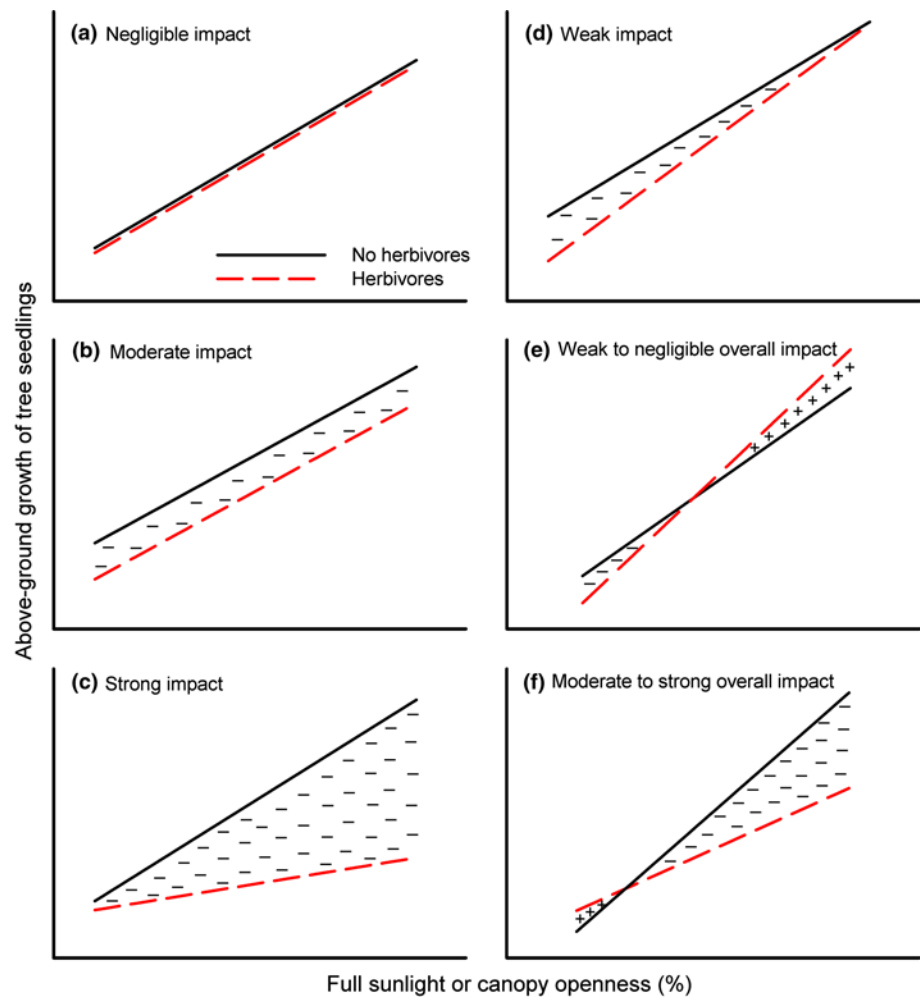 (a) Negligible impact
No herbivores
Herbivores
(b) Moderate impact
(c) Strong impact
(d) Weak impact
(e) Weak to negligible overall impact
(f) Moderate to strong overall impact
Above-ground growth of tree seedlings
Full sunlight or canopy openness (%)